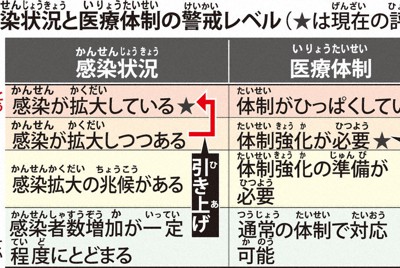 染状況と医療体制の警戒レベル(★は現在の評
感染状況
医療体制
感染が拡大している★
体制がひっぱくしてい
感染が拡大しつつある
体制強化が必要★
引き上げ
感染拡大の兆候がある
体制強化の準備が
必要
感染者数増加が一定
程度にとどまる
通常の体制で対応
可能